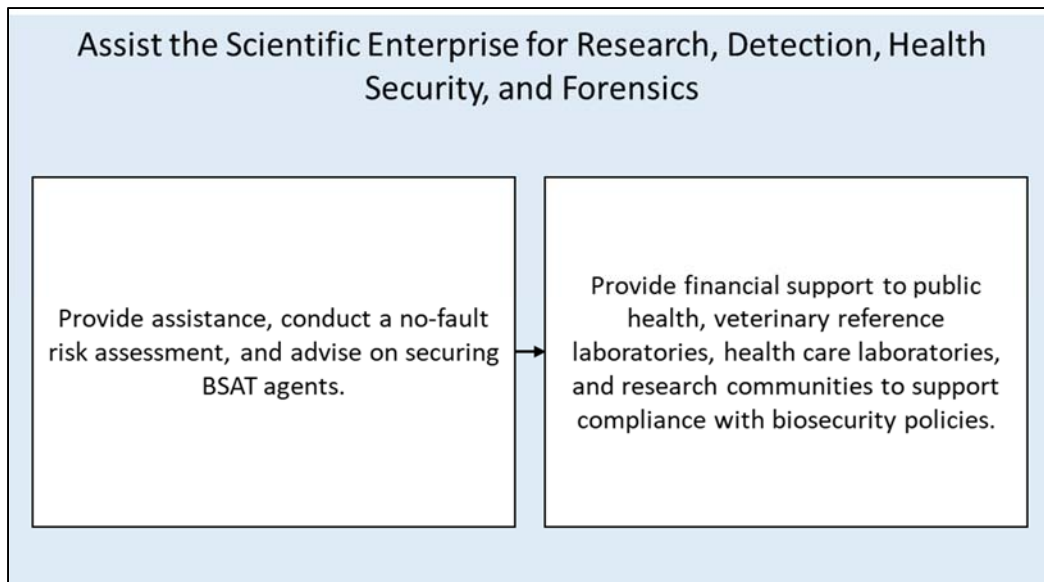 Assist the Scientific Enterprise for Research, Detection, Health
Security, and Forensics
Provide assistance, conduct a no-fault
risk assessment, and advise on securing
BSAT agents.
Provide financial support to public
health, veterinary reference
laboratories, health care laboratories,
and research communities to support
compliance with biosecurity policies.